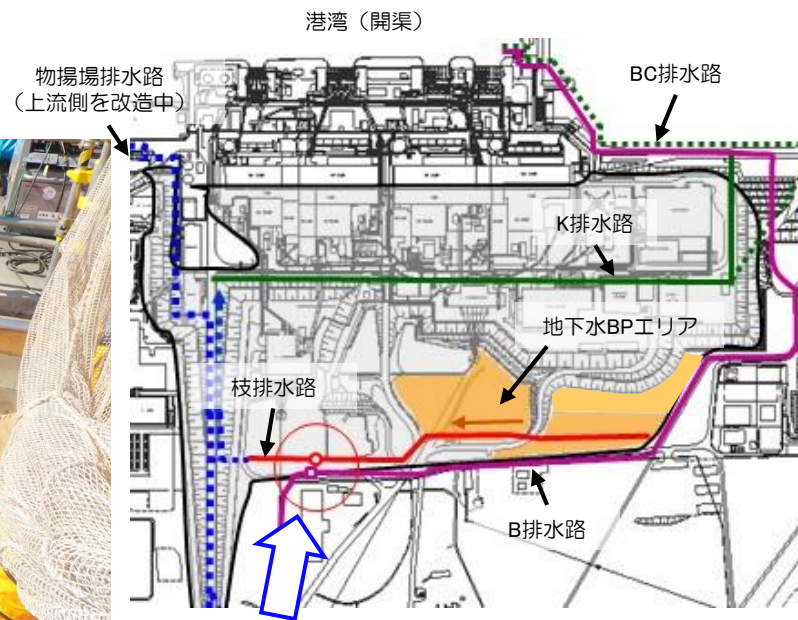 港湾（開渠）
物揚場排水路
（上流側を改造中）
BC排水路
K排水路
地下水BPエリア
枝排水路
B排水路